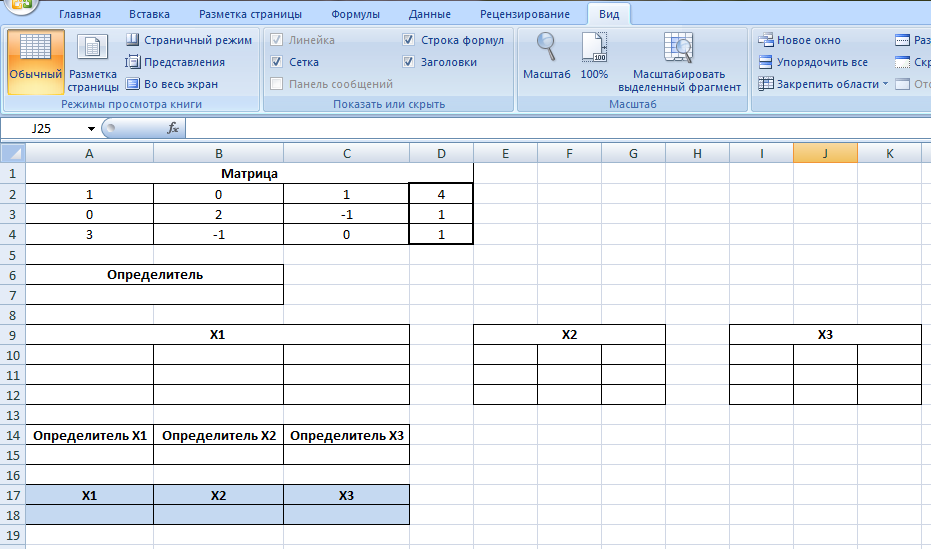 Главная Вставка Разметка страницы Формулы Данные Рецензирование Вид
Обычный
Разметка страницы
Страничный режим
Представления
Во весь экран
Режимы просмотра книги
Линейка
Сетка
Панель сообщений
Строка формул
Заголовки
Показать или скрыть
Масштаб
100%
Масштабировать выделенный фрагмент
Масштаб
Новое окно
Упорядочить все
Закрепить области
J25 fx
A B C D E F G H I J K
1 Матрица
2 1 0 1 4
3 0 2 -1 1
4 3 -1 0 1
5
6 Определитель
7
8
9 X1 X2 X3
10
11
12
13
14 Определитель X1 Определитель X2 Определитель X3
15
16
17 X1 X2 X3
18
19